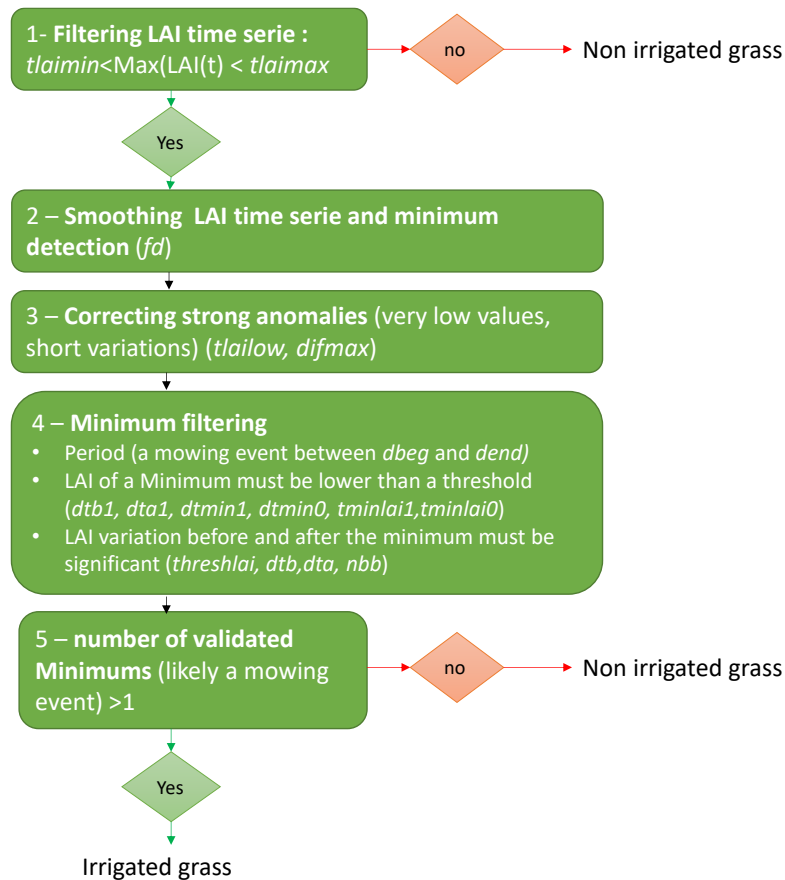 1- Filtering LAI time serie :
tlaimin<Max(LAI(t) < tlaimax
no
Non irrigated grass
Yes
2 – Smoothing LAI time serie and minimum
detection (fd)
3 – Correcting strong anomalies (very low values,
short variations) (tlailow, difmax)
4 – Minimum filtering
• Period (a mowing event between dbeg and dend)
• LAI of a Minimum must be lower than a threshold
(dtb1, dta1, dtmin1, dtmin0, tminlai1,tminlai0)
• LAI variation before and after the minimum must be
significant (threshlai, dtb,dta, nbb)
5 – number of validated
Minimums (likely a mowing
event) >1
no
Non irrigated grass
Yes
Irrigated grass